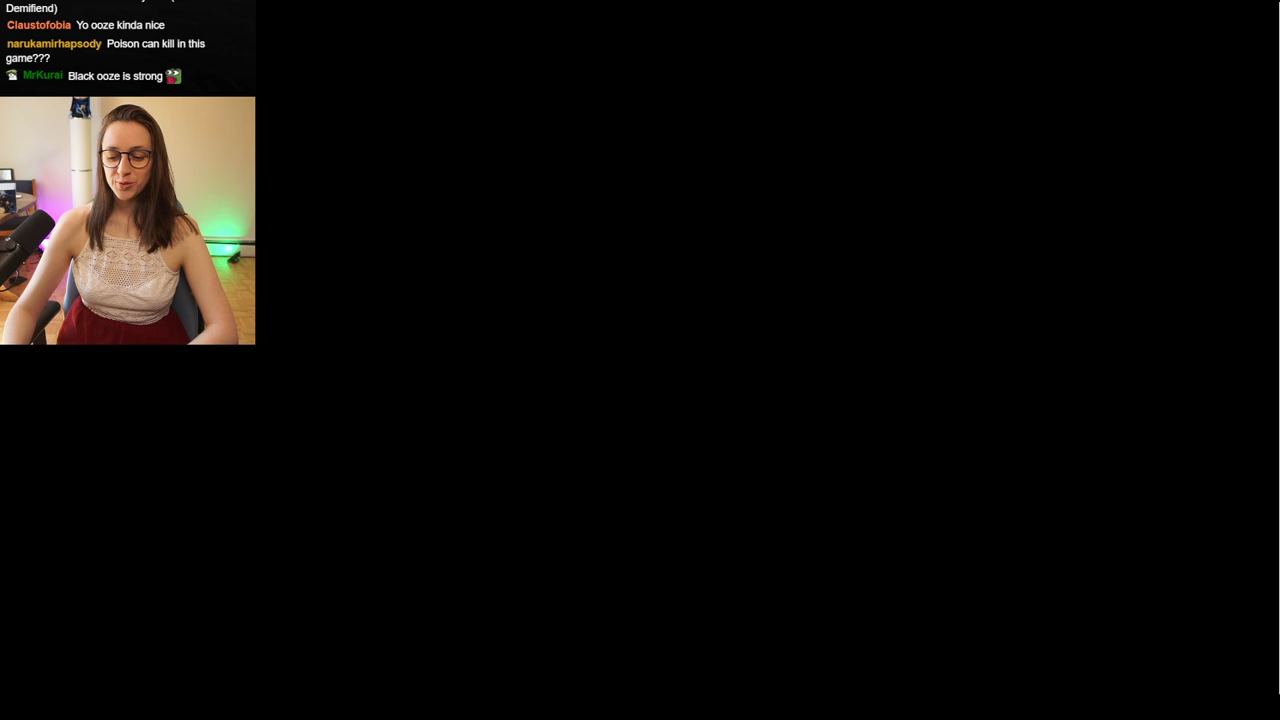 Demifiend)
Claustofobia Yo ooze kinda nice
narukamirhapsody Poison can kill in this
game???
MrKurai Black ooze is strong